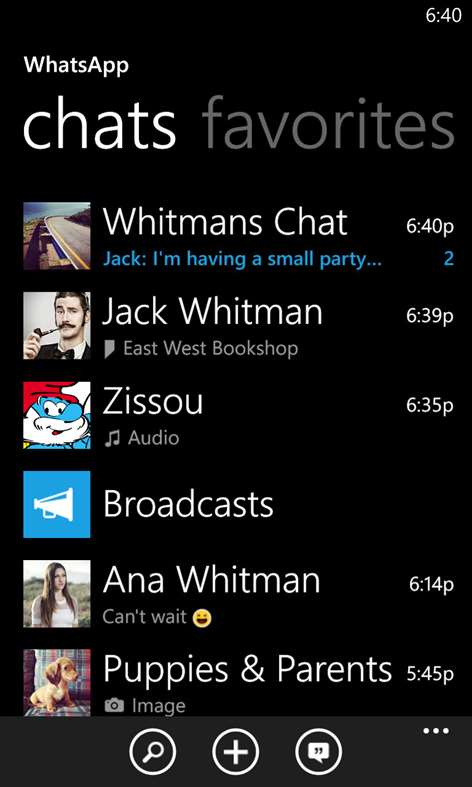 6:40
WhatsApp
chats favorites
Whitmans Chat 6:40p
Jack: I'm having a small party... 2
Jack Whitman 6:39p
East West Bookshop
Zissou 6:35p
Audio
Broadcasts
Ana Whitman 6:14p
Can't wait 😆
Puppies & Parents 5:45p
Image